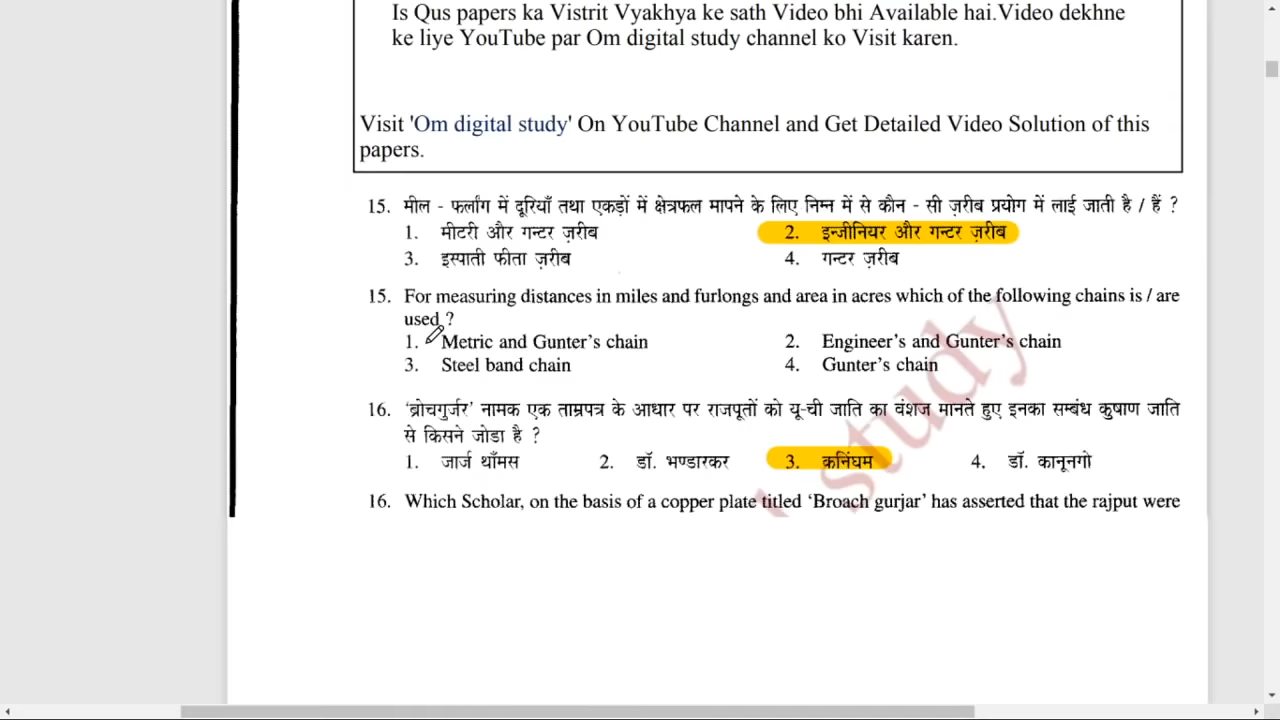 Is Qus papers ka Vistrit Vyakhya ke sath Video bhi Available hai.Video dekhne
ke liye YouTube par Om digital study channel ko Visit karen.
Visit 'Om digital study' On YouTube Channel and Get Detailed Video Solution of this
papers.
15. मील - फर्लांग में दूरियाँ तथा एकड़ों में क्षेत्रफल मापने के लिए निम्न में से कौन - सी ज़रीब प्रयोग में लाई जाती है / हैं ?
1. मीटरी और गन्टर ज़रीब 2. इन्जीनियर और गन्टर ज़रीब
3. इस्पाती फीता ज़रीब 4. गन्टर ज़रीब
15. For measuring distances in miles and furlongs and area in acres which of the following chains is / are
used ?
1. Metric and Gunter's chain 2. Engineer's and Gunter's chain
3. Steel band chain 4. Gunter's chain
16. 'ब्रोचगुर्जर' नामक एक ताम्रपत्र के आधार पर राजपूतों को यू-ची जाति का वंशज मानते हुए इनका सम्बंध कुषाण जाति
से किसने जोडा है ?
1. जार्ज थॉमस 2. डॉ. भण्डारकर 3. कनिंघम 4. डॉ. कानूनगो
16. Which Scholar, on the basis of a copper plate titled 'Broach gurjar' has asserted that the rajput were
study